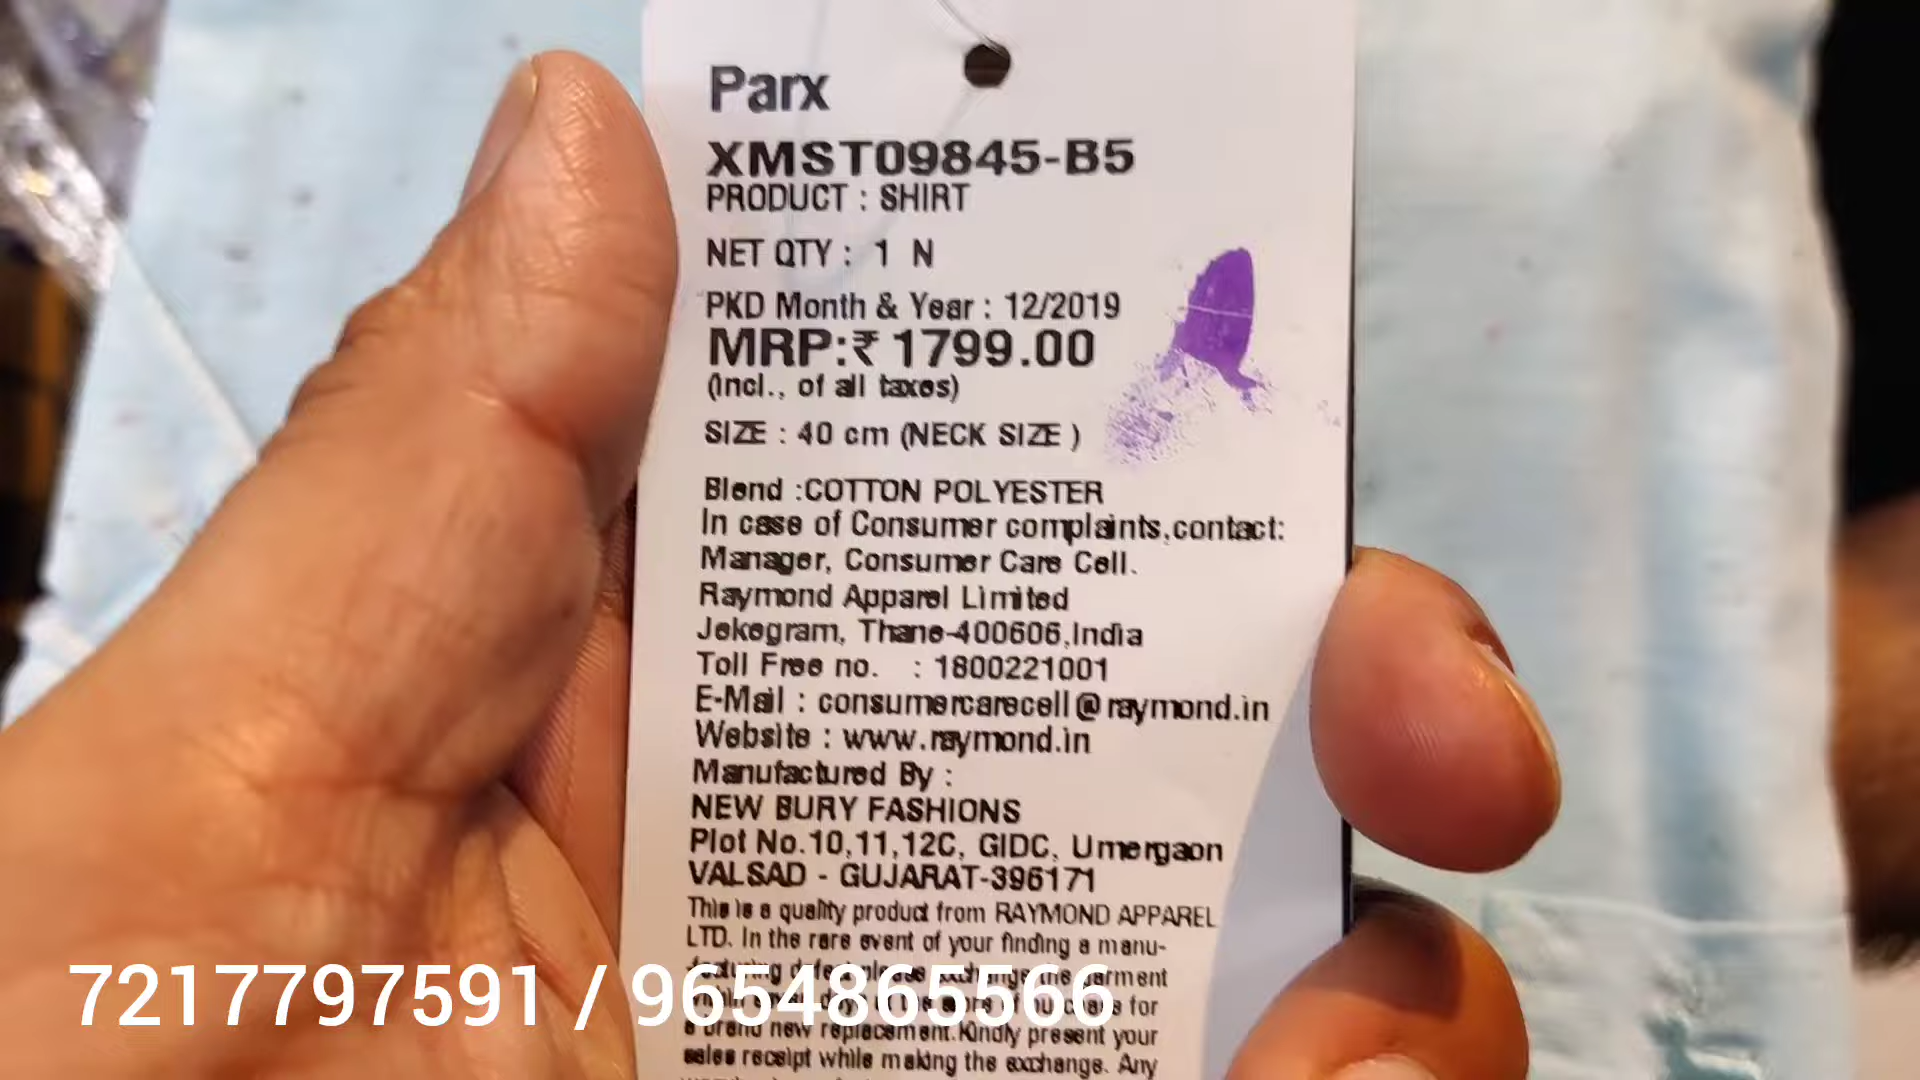 Parx
XMST09845-B5
PRODUCT : SHIRT
NET QTY : 1 N
PKD Month & Year : 12/2019
MRP:₹ 1799.00
(Incl., of all taxes)
SIZE : 40 cm (NECK SIZE )
Blend :COTTON POLYESTER
In case of Consumer complaints,contact:
Manager, Consumer Care Cell.
Raymond Apparel Limited
Jekegram, Thane-400606,India
Toll Free no. : 1800221001
E-Mail : consumercarecell@raymond.in
Website : www.raymond.in
Manufactured By :
NEW BURY FASHIONS
Plot No.10,11,12C, GIDC, Umergaon
VALSAD - GUJARAT-396171
This is a quality product from RAYMOND APPAREL
LTD. In the rare event of your finding a manu-
facturing defect please exchange the garment
for
7217797591 / 9654865566
a brand new replacement.Kindly present your
sales receipt while making the exchange. Any